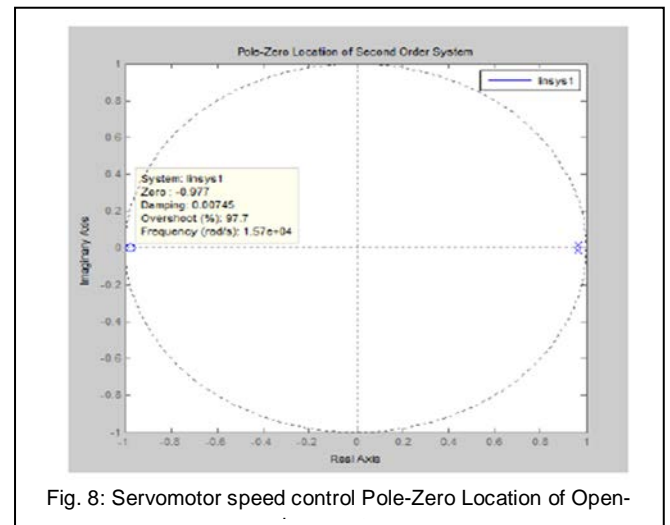 Pole-Zero Location of Second Order System
linsys1
1
0.8
0.6
0.4
0.2
0
-0.2
-0.4
-0.6
-0.8
-1
Imaginary Axis
System: linsys1
Zero : -0.977
Damping: 0.00745
Overshoot (%): 97.7
Frequency (rad/s): 1.57e+04
-1 -0.8 -0.6 -0.4 -0.2 0 0.2 0.4 0.6 0.8 1
Real Axis
Fig. 8: Servomotor speed control Pole-Zero Location of Open-